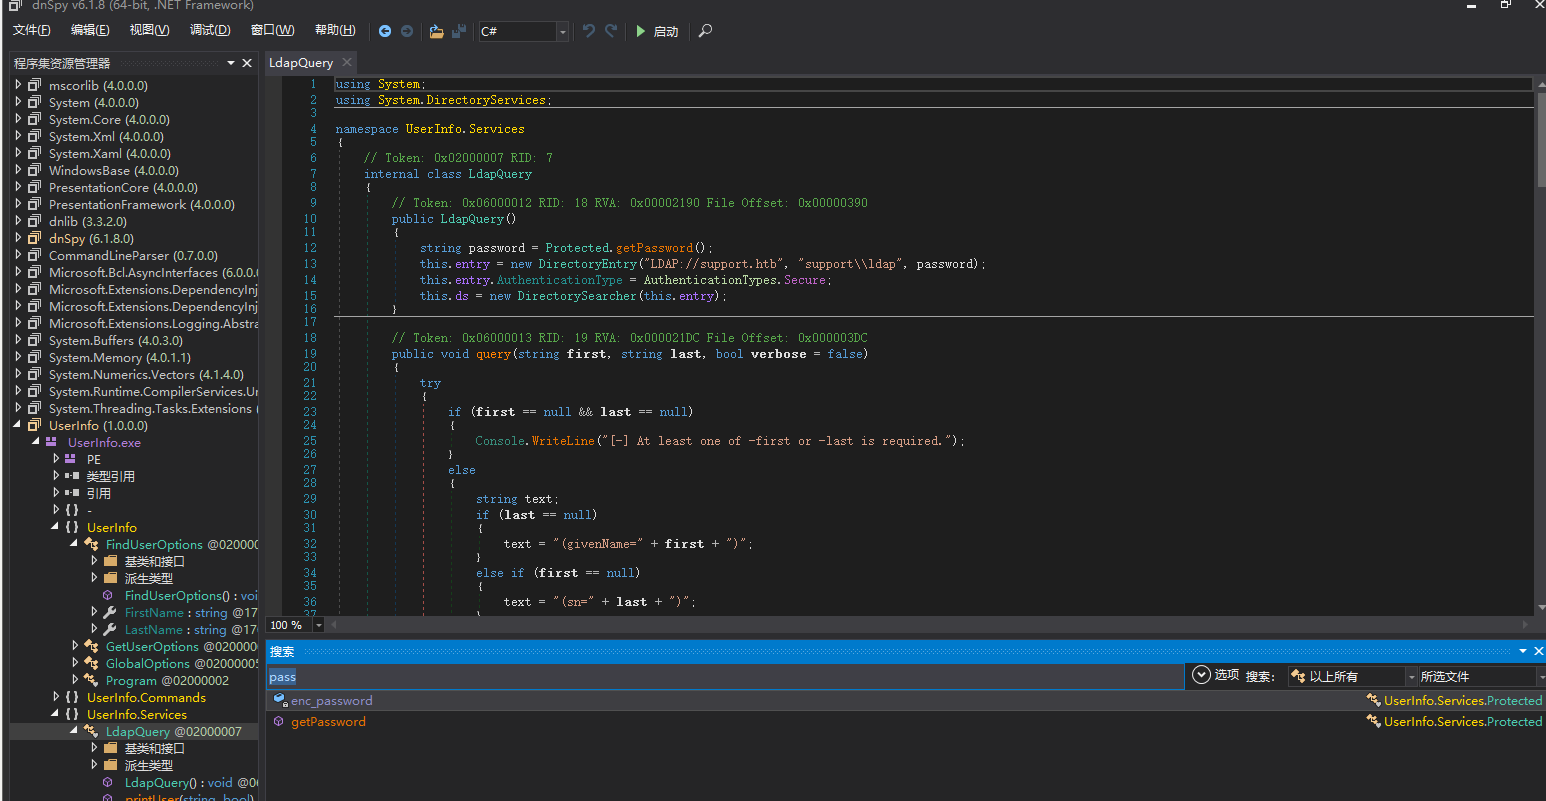 dnSpy v6.1.8 (64-bit, .NET Framework)
文件(F) 编辑(E) 视图(V) 调试(D) 窗口(W) 帮助(H) C# 启动
程序集资源管理器
mscorlib (4.0.0.0)
System (4.0.0.0)
System.Core (4.0.0.0)
System.Xml (4.0.0.0)
System.Xaml (4.0.0.0)
WindowsBase (4.0.0.0)
PresentationCore (4.0.0.0)
PresentationFramework (4.0.0.0)
dnlib (3.3.2.0)
dnSpy (6.1.8.0)
CommandLineParser (0.7.0.0)
Microsoft.Bcl.AsyncInterfaces (6.0.0.0
Microsoft.Extensions.DependencyInj
Microsoft.Extensions.DependencyInj
Microsoft.Extensions.Logging.Abstra
System.Buffers (4.0.3.0)
System.Memory (4.0.1.1)
System.Numerics.Vectors (4.1.4.0)
System.Runtime.CompilerServices.Un
System.Threading.Tasks.Extensions (
UserInfo (1.0.0.0)
UserInfo.exe
PE
类型引用
引用
{ } -
{ } UserInfo
FindUserOptions @020000
基类和接口
派生类型
FindUserOptions() : voi
FirstName : string @17
LastName : string @17
GetUserOptions @020000
GlobalOptions @02000005
Program @02000002
{ } UserInfo.Commands
{ } UserInfo.Services
LdapQuery @02000007
基类和接口
派生类型
LdapQuery() : void @06
printUser(string, bool)
LdapQuery
1 using System;
2 using System.DirectoryServices;
3
4 namespace UserInfo.Services
5 {
6 // Token: 0x02000007 RID: 7
7 internal class LdapQuery
8 {
9 // Token: 0x06000012 RID: 18 RVA: 0x00002190 File Offset: 0x00000390
10 public LdapQuery()
11 {
12 string password = Protected.getPassword();
13 this.entry = new DirectoryEntry("LDAP://support.htb", "support\\ldap", password);
14 this.entry.AuthenticationType = AuthenticationTypes.Secure;
15 this.ds = new DirectorySearcher(this.entry);
16 }
17
18 // Token: 0x06000013 RID: 19 RVA: 0x000021DC File Offset: 0x000003DC
19 public void query(string first, string last, bool verbose = false)
20 {
21 try
22 {
23 if (first == null && last == null)
24 {
25 Console.WriteLine("[-] At least one of -first or -last is required.");
26 }
27 else
28 {
29 string text;
30 if (last == null)
31 {
32 text = "(givenName=" + first + ")";
33 }
34 else if (first == null)
35 {
36 text = "(sn=" + last + ")";
37 }
100 %
搜索
pass 选项 搜索: 以上所有 所选文件
enc_password UserInfo.Services.Protected
getPassword UserInfo.Services.Protected